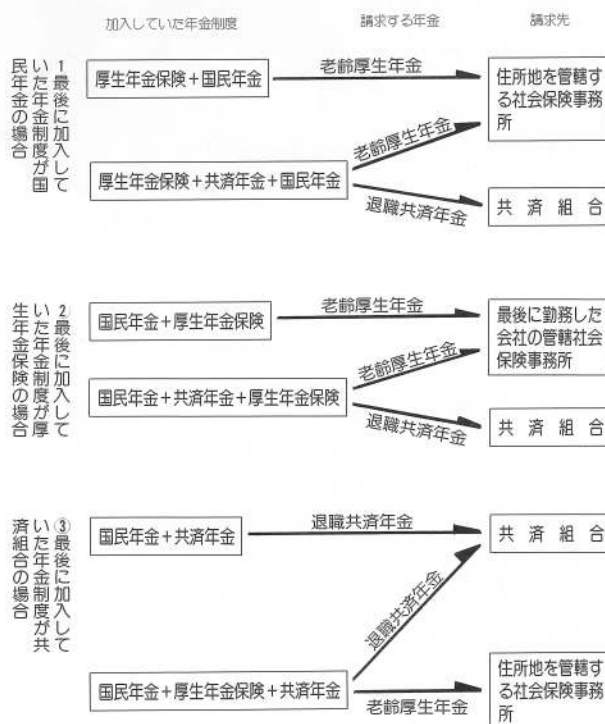 加入していた年金制度
請求する年金
請求先
1最後に加入して
いた年金制度が国
民年金の場合
厚生年金保険+国民年金
老齢厚生年金
住所地を管轄す
る社会保険事務
所
厚生年金保険+共済年金+国民年金
老齢厚生年金
退職共済年金
共済組合
2最後に加入して
いた年金制度が厚
生年金保険の場合
国民年金+厚生年金保険
老齢厚生年金
最後に勤務した
会社の管轄社会
保険事務所
国民年金+共済年金+厚生年金保険
老齢厚生年金
退職共済年金
共済組合
③最後に加入して
いた年金制度が共
済組合の場合
国民年金+共済年金
退職共済年金
共済組合
退職共済年金
国民年金+厚生年金保険+共済年金
老齢厚生年金
住所地を管轄す
る社会保険事務
所